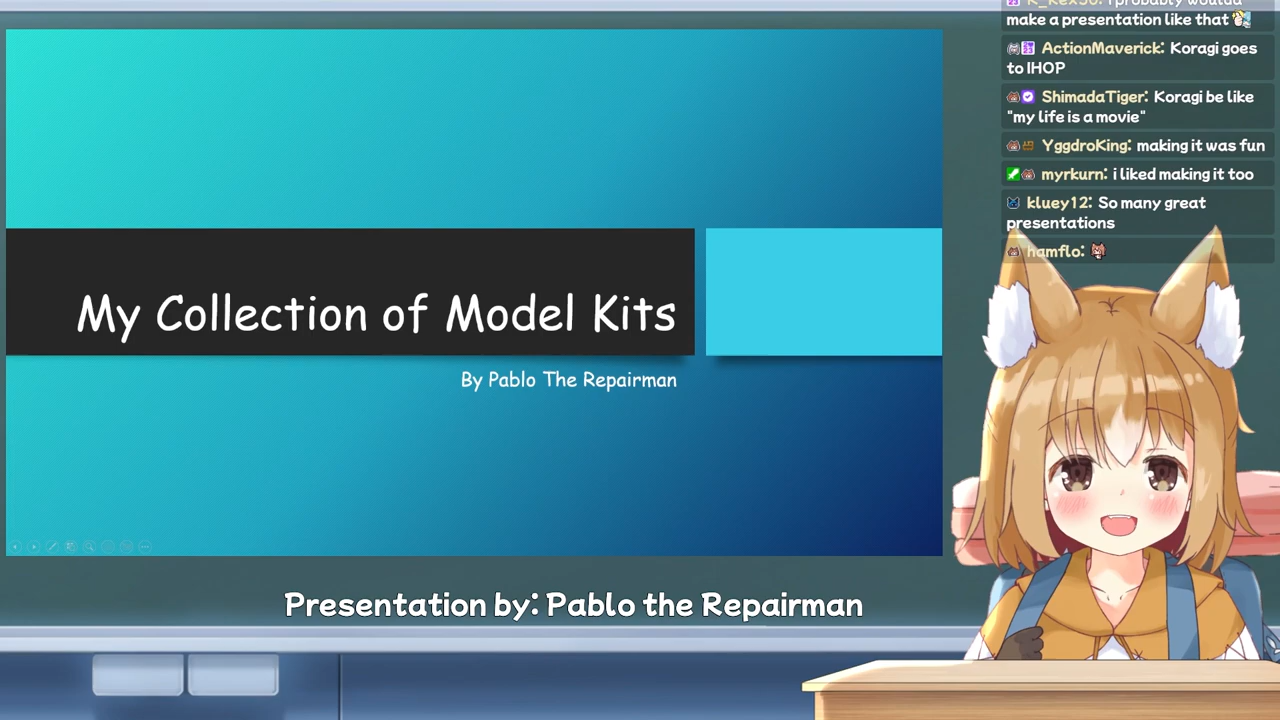 My Collection of Model Kits
By Pablo The Repairman
Presentation by: Pablo the Repairman
make a presentation like that
ActionMaverick: Koragi goes
to IHOP
ShimadaTiger: Koragi be like
"my life is a movie"
YggdroKing: making it was fun
myrkurn: i liked making it too
kluey12: So many great
presentations
hamflo: